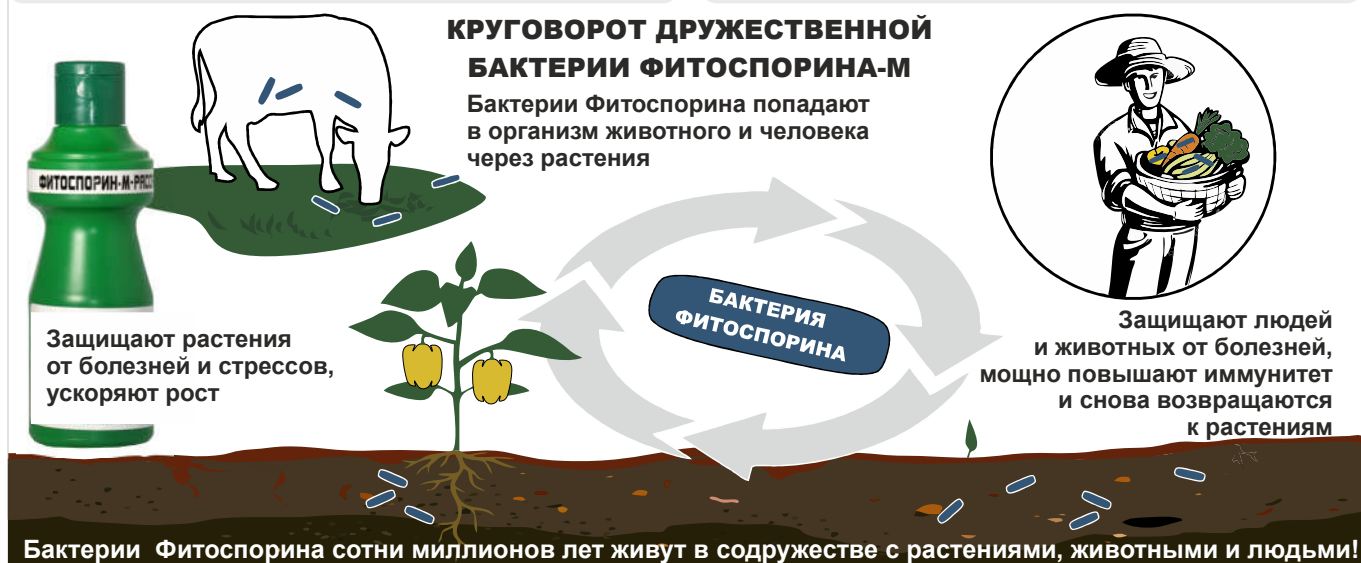 КРУГОВОРОТ ДРУЖЕСТВЕННОЙ
БАКТЕРИИ ФИТОСПОРИНА-М
Бактерии Фитоспорина попадают
в организм животного и человека
через растения
ФИТОСПОРИН-М-РАСС
БАКТЕРИЯ
ФИТОСПОРИНА
Защищают растения
от болезней и стрессов,
ускоряют рост
Защищают людей
и животных от болезней,
мощно повышают иммунитет
и снова возвращаются
к растениям
Бактерии Фитоспорина сотни миллионов лет живут в содружестве с растениями, животными и людьми!